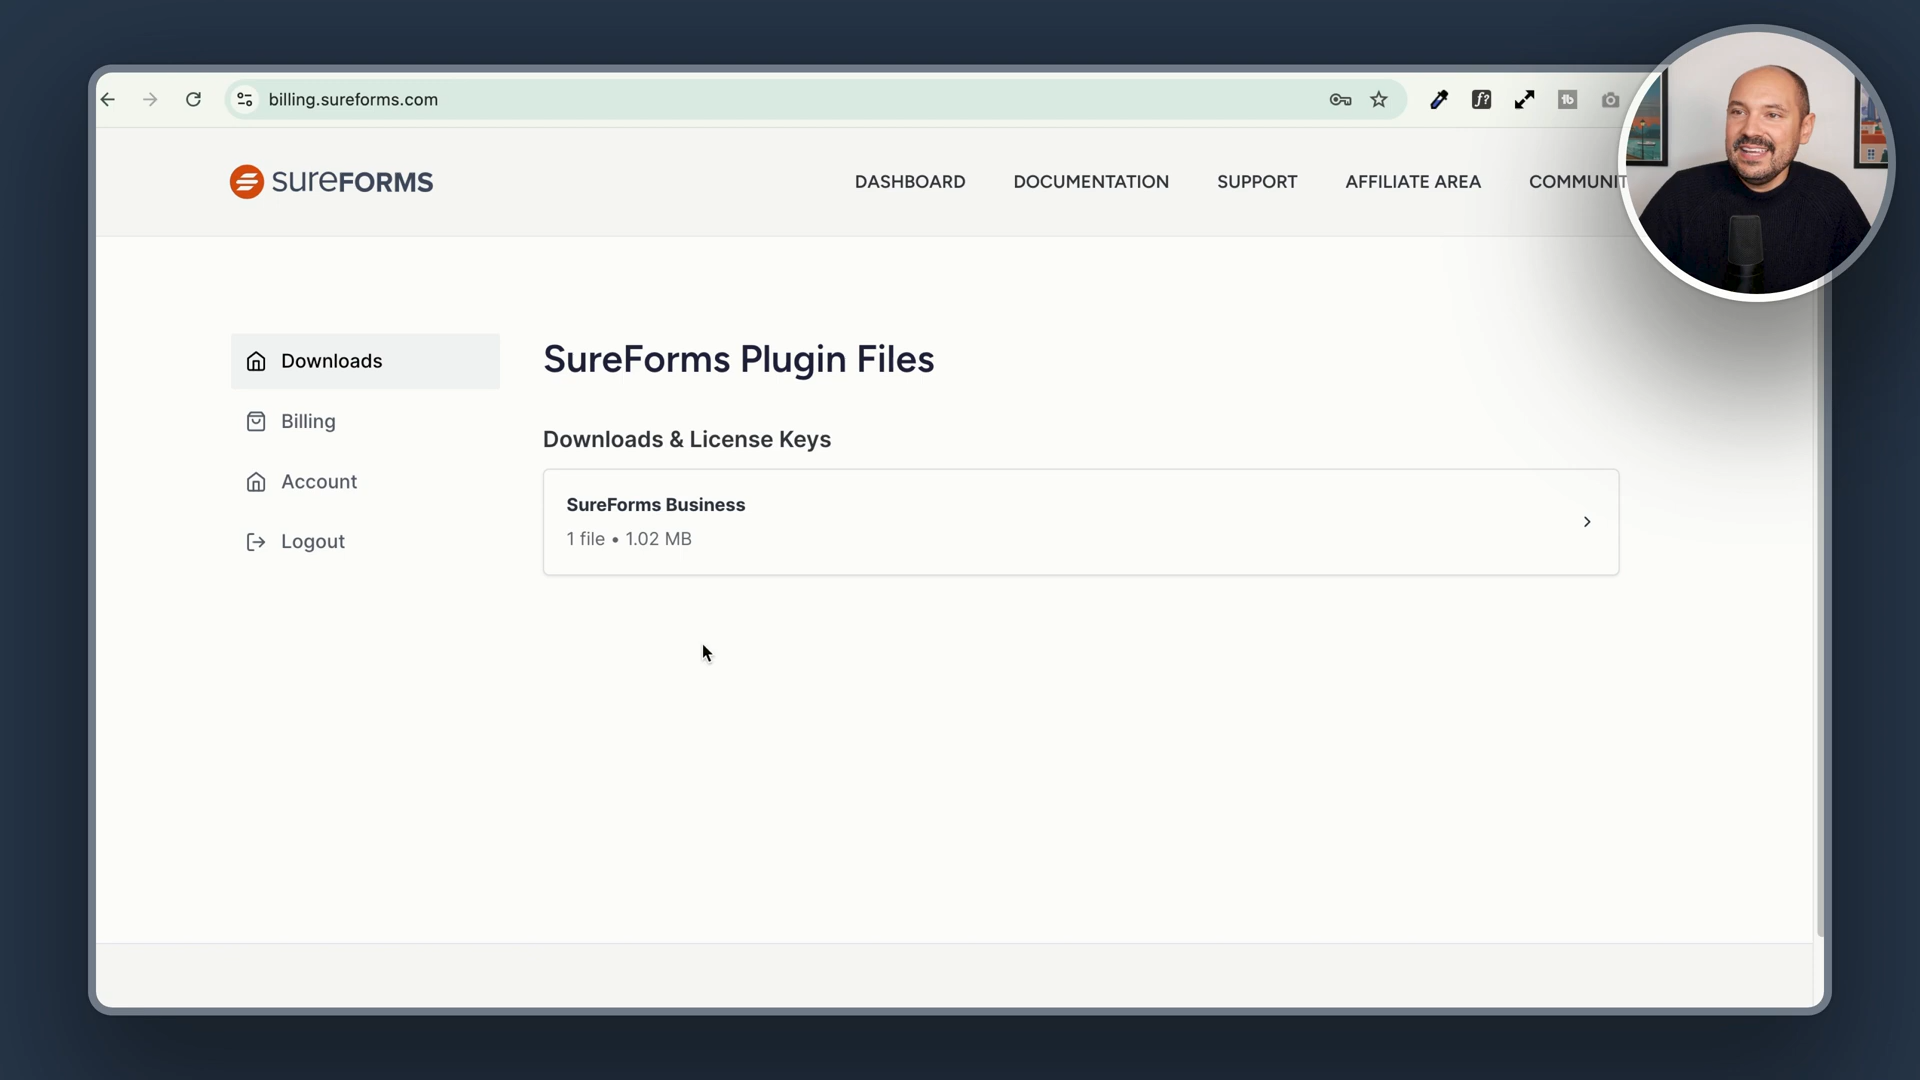 billing.sureforms.com
sureFORMS
DASHBOARD
DOCUMENTATION
SUPPORT
AFFILIATE AREA
COMMUNIT
Downloads
Billing
Account
Logout
SureForms Plugin Files
Downloads & License Keys
SureForms Business
1 file • 1.02 MB